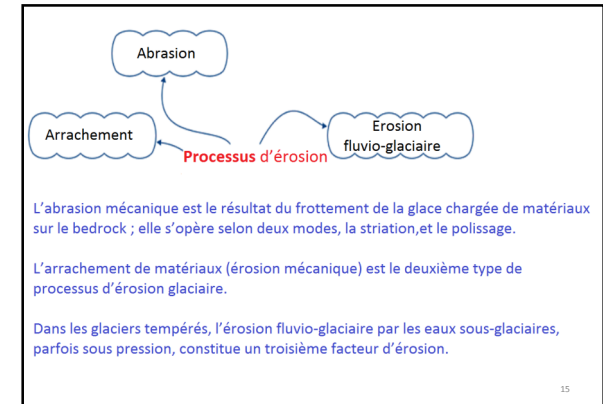 Abrasion
Arrachement
Erosion
fluvio-glaciaire
Processus d'érosion
L'abrasion mécanique est le résultat du frottement de la glace chargée de matériaux
sur le bedrock ; elle s'opère selon deux modes, la striation,et le polissage.
L'arrachement de matériaux (érosion mécanique) est le deuxième type de
processus d'érosion glaciaire.
Dans les glaciers tempérés, l'érosion fluvio-glaciaire par les eaux sous-glaciaires,
parfois sous pression, constitue un troisième facteur d'érosion.
15